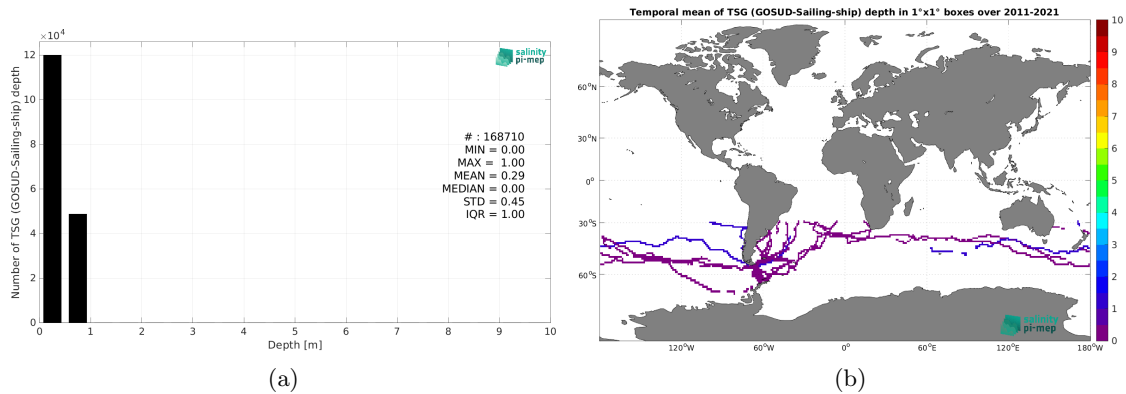 ×10⁴
12
10
8
6
4
2
0
0 1 2 3 4 5 6 7 8 9 10
Number of TSG (GOSUD-Sailing-ship) depth
Depth [m]
salinity
pi-mep
# : 168710
MIN = 0.00
MAX = 1.00
MEAN = 0.29
MEDIAN = 0.00
STD = 0.45
IQR = 1.00
(a)
Temporal mean of TSG (GOSUD-Sailing-ship) depth in 1°x1° boxes over 2011-2021
60°N
30°N
0°
30°S
60°S
120°W 60°W 0° 60°E 120°E 180°W
salinity
pi-mep
10
9
8
7
6
5
4
3
2
1
0
(b)